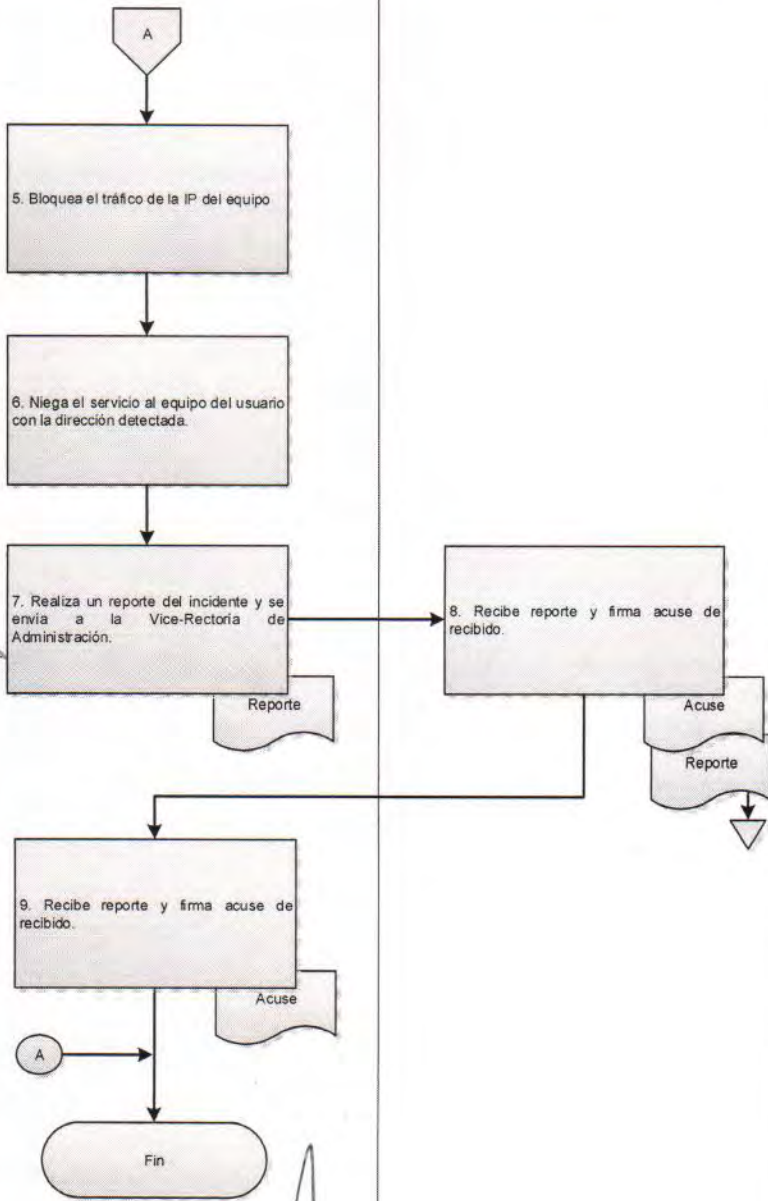 A
5. Bloquea el tráfico de la IP del equipo
6. Niega el servicio al equipo del usuario
con la dirección detectada.
7. Realiza un reporte del incidente y se
envía a la Vice-Rectoría de
Administración.
Reporte
8. Recibe reporte y firma acuse de
recibido.
Acuse
Reporte
9. Recibe reporte y firma acuse de
recibido.
Acuse
A
Fin